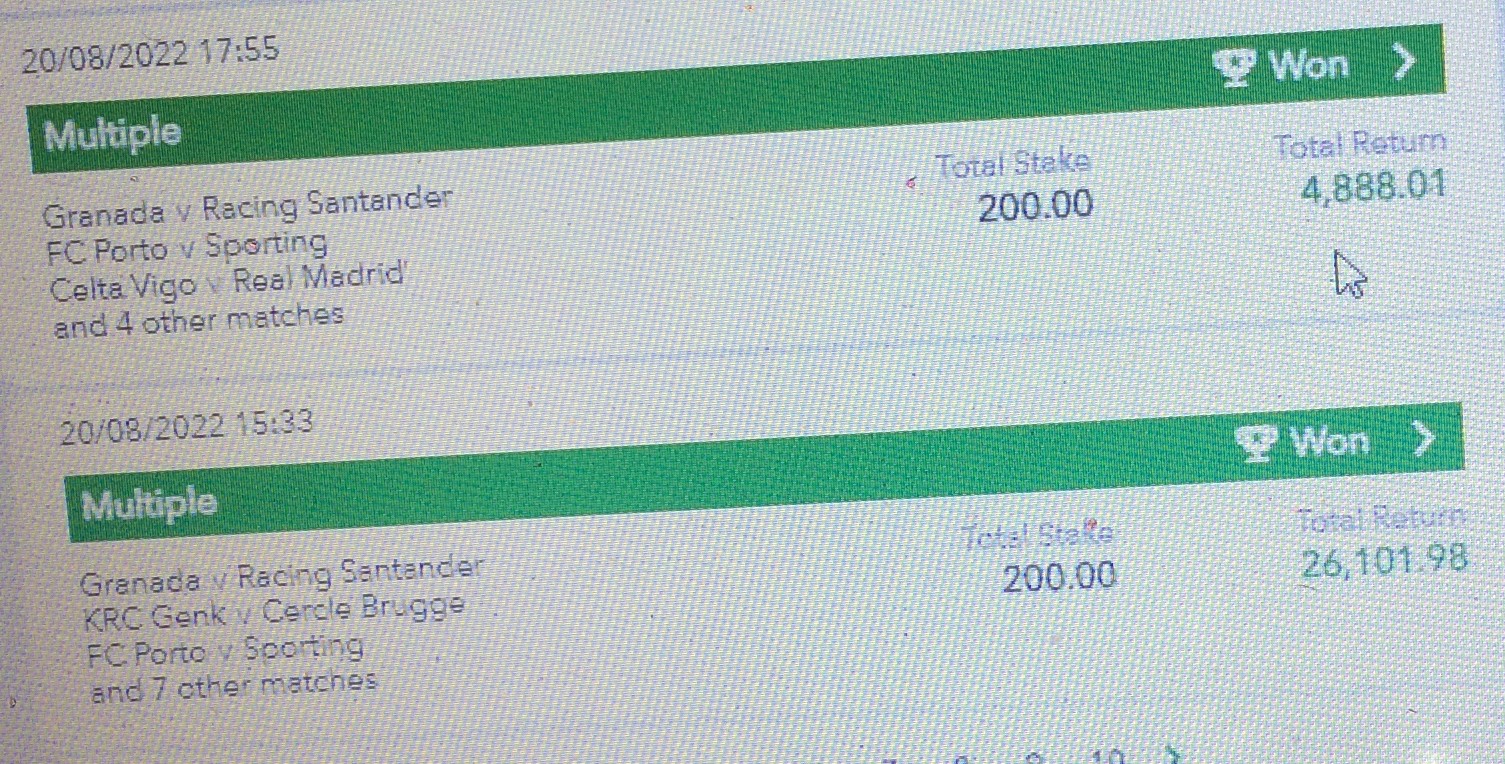 20/08/2022 17:55
Won
Multiple
Total Stake
Total Return
200.00
4,888.01
Granada v Racing Santander
FC Porto v Sporting
Celta Vigo v Real Madrid
and 4 other matches
20/08/2022 15:33
Won
Multiple
Total Stake
Total Return
200.00
26,101.98
Granada v Racing Santander
KRC Genk v Cercle Brugge
FC Porto v Sporting
and 7 other matches
10